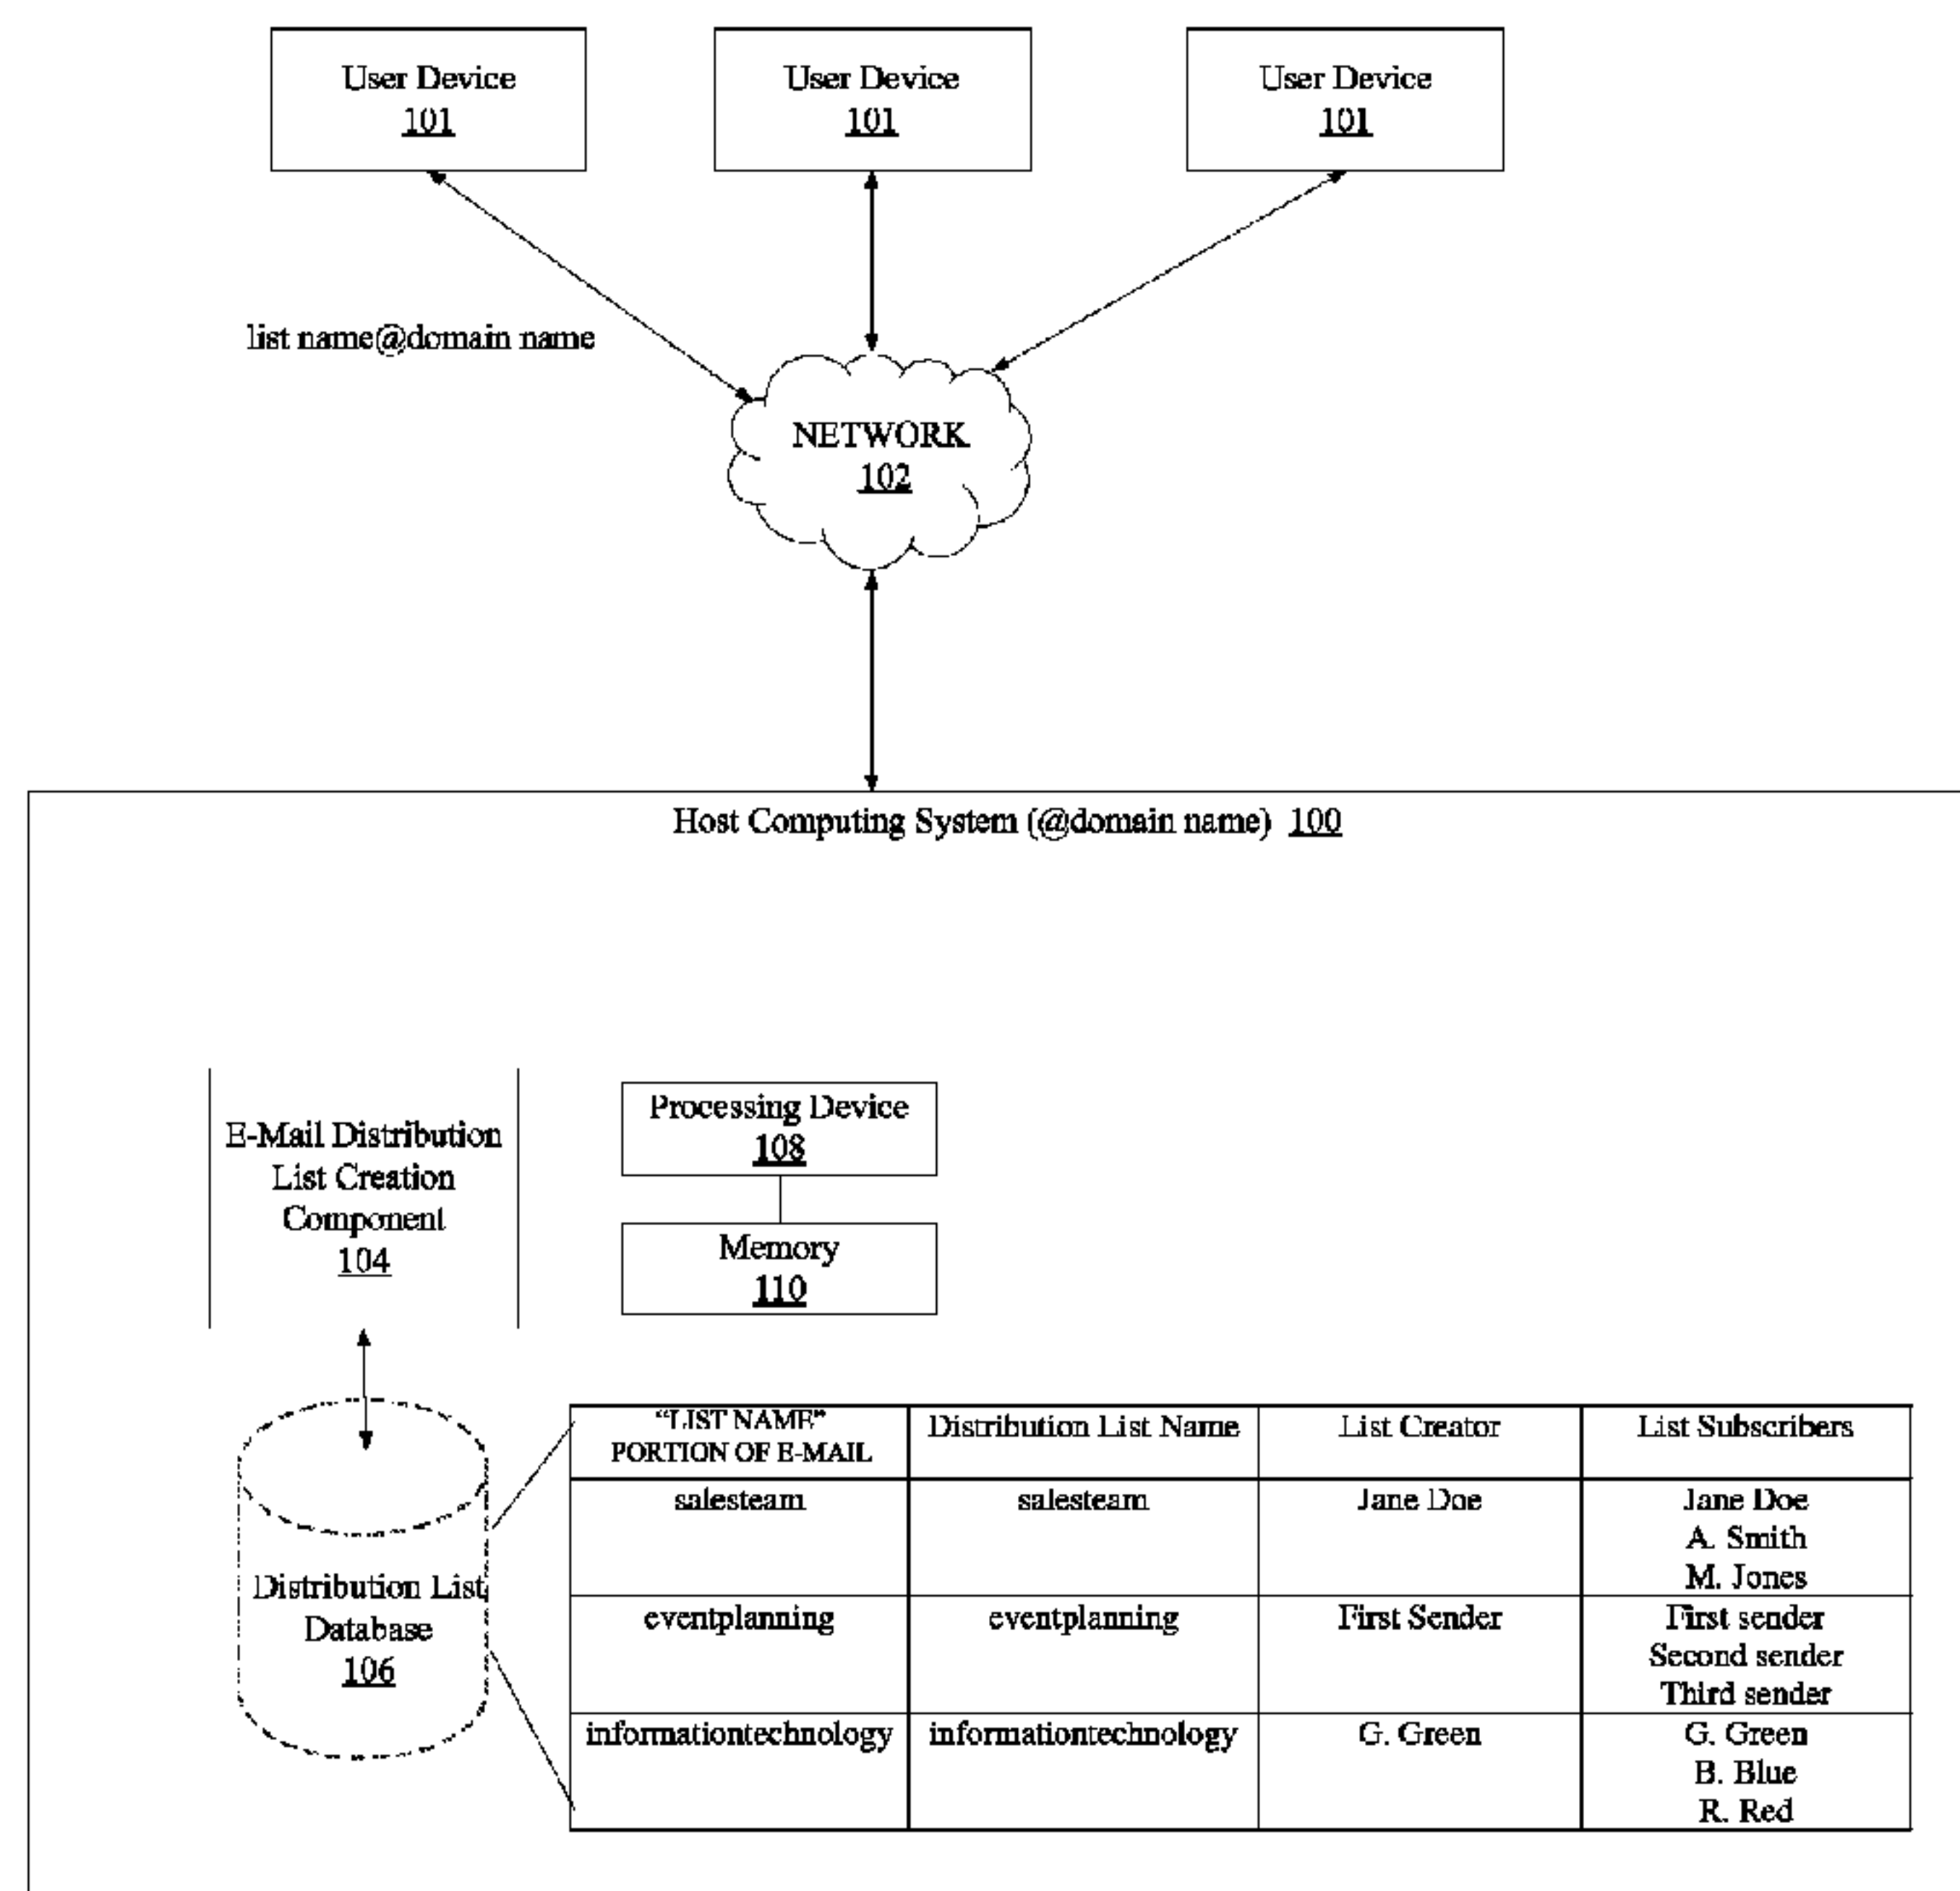 User Device
101
User Device
101
User Device
101
list name@domain name
NETWORK
102
Host Computing System (@domain name) 100
E-Mail Distribution
List Creation
Component
104
Processing Device
108
Memory
110
Distribution List
Database
106
“LIST NAME”
PORTION OF E-MAIL
Distribution List Name
List Creator
List Subscribers
salesteam
salesteam
Jane Doe
Jane Doe
A. Smith
M. Jones
eventplanning
eventplanning
First Sender
First sender
Second sender
Third sender
informationtechnology
informationtechnology
G. Green
G. Green
B. Blue
R. Red